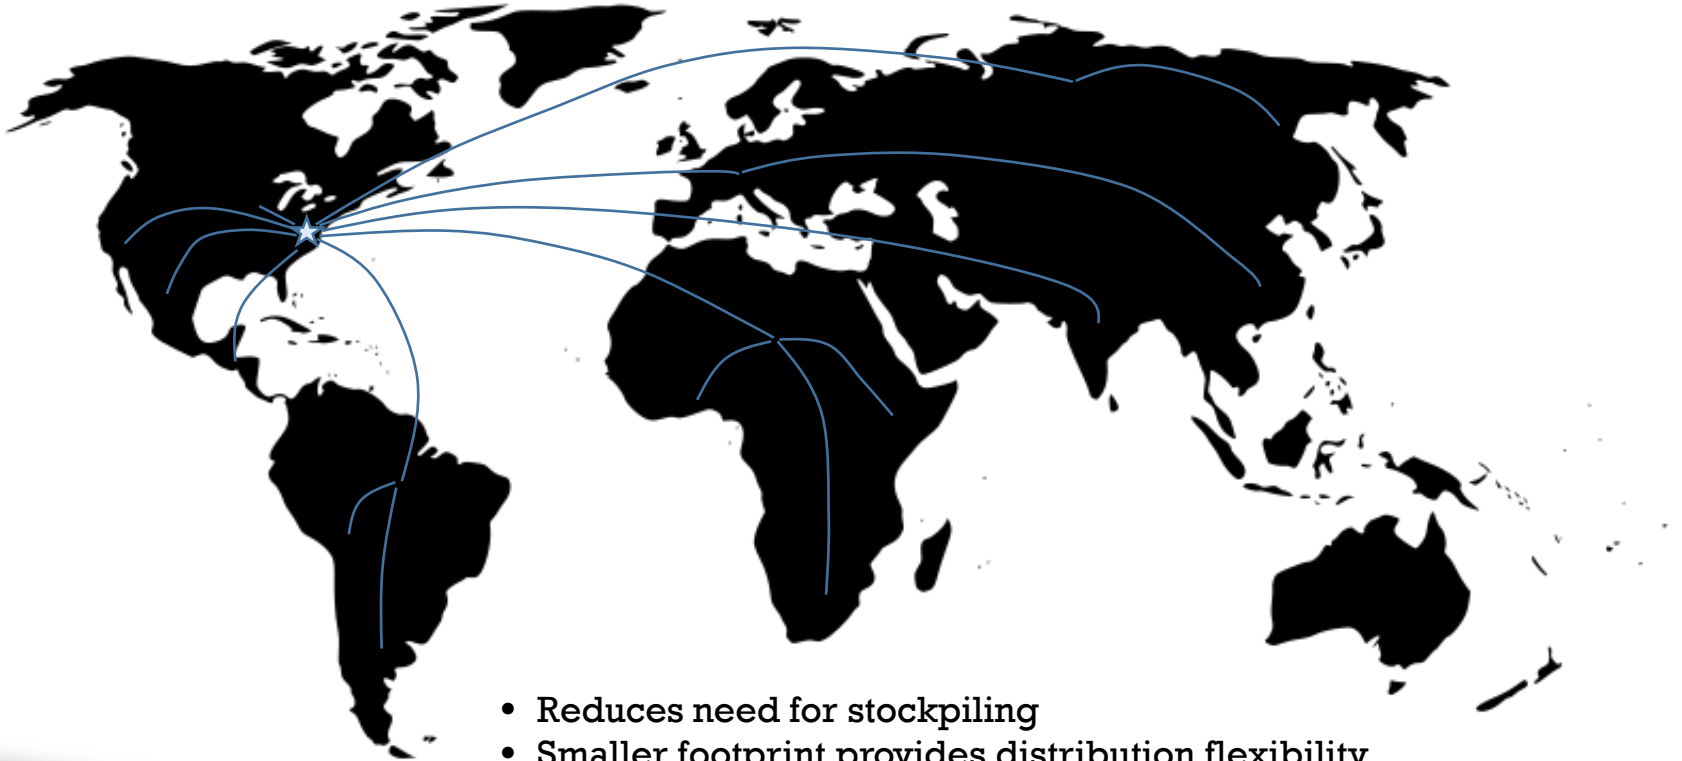 • Reduces need for stockpiling
• Smaller footprint provides distribution flexibility